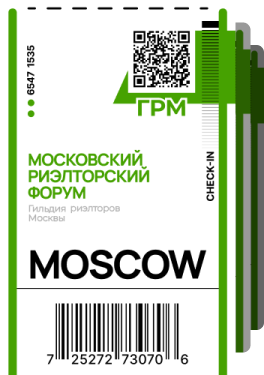 6547 1535
ГРМ
CHECK-IN
МОСКОВСКИЙ
РИЭЛТОРСКИЙ
ФОРУМ
Гильдия риэлторов
Москвы
MOSCOW
7 25272 73070 6